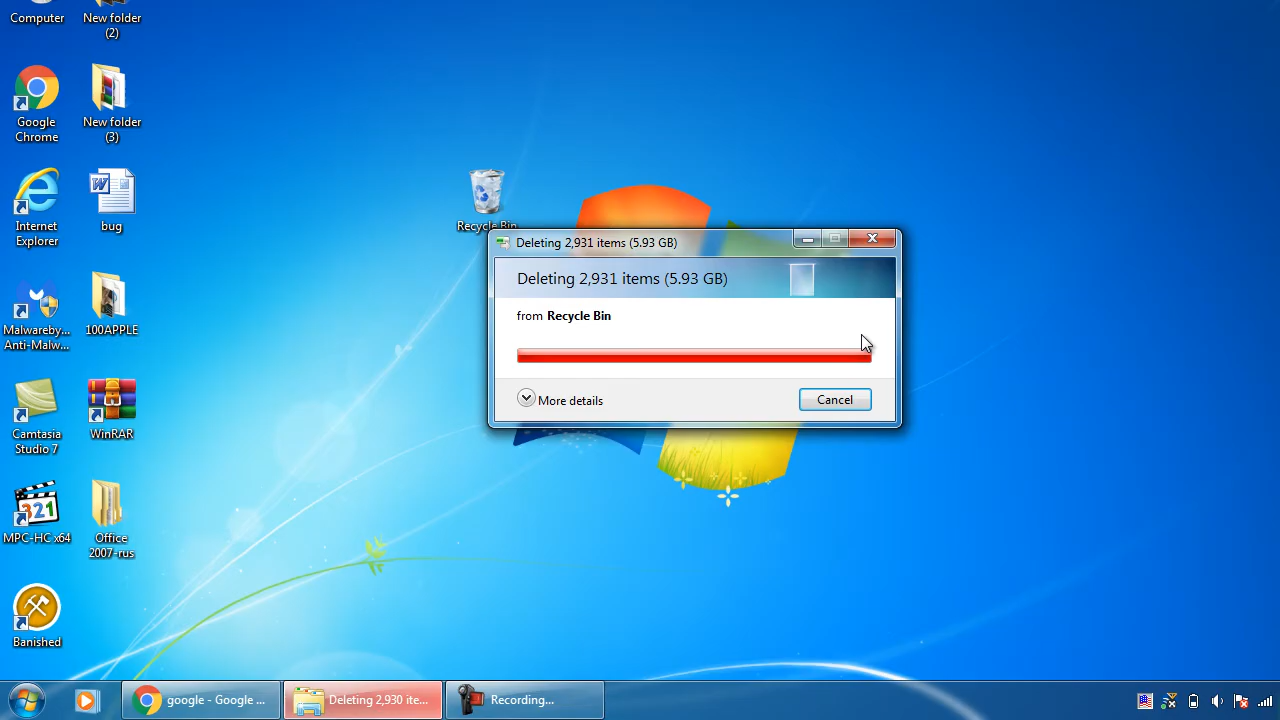 Computer
New folder
(2)
Google
Chrome
New folder
(3)
Internet
Explorer
bug
Malwareby...
Anti-Malw...
100APPLE
Camtasia
Studio 7
WinRAR
321
MPC-HC x64
Office
2007-rus
Banished
Recycle Bin
Deleting 2,931 items (5.93 GB)
Deleting 2,931 items (5.93 GB)
from Recycle Bin
More details
Cancel
google - Google ...
Deleting 2,930 ite...
Recording...